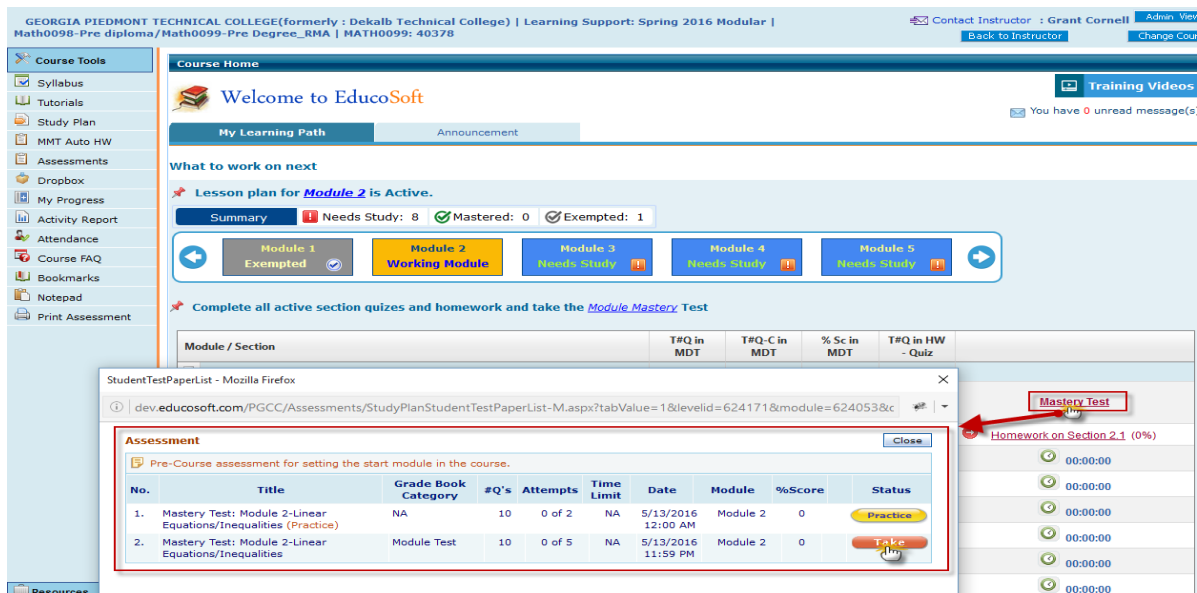 GEORGIA PIEDMONT TECHNICAL COLLEGE(formerly : Dekalb Technical College) | Learning Support: Spring 2016 Modular |
Math0098-Pre diploma/Math0099-Pre Degree_RMA | MATH0099: 40378
Contact Instructor : Grant Cornell
Admin View
Back to Instructor
Change Cour
Course Tools
Syllabus
Tutorials
Study Plan
MMT Auto HW
Assessments
Dropbox
My Progress
Activity Report
Attendance
Course FAQ
Bookmarks
Notepad
Print Assessment
Resources
Course Home
Welcome to EducoSoft
Training Videos
You have 0 unread message(s)
My Learning Path
Announcement
What to work on next
Lesson plan for Module 2 is Active.
Summary Needs Study: 8 Mastered: 0 Exempted: 1
Module 1 Module 2 Module 3 Module 4 Module 5
Exempted Working Module Needs Study Needs Study Needs Study
Complete all active section quizes and homework and take the Module Mastery Test
Module / Section
T#Q in MDT
T#Q-C in MDT
% Sc in MDT
T#Q in HW - Quiz
Mastery Test
Homework on Section 2.1 (0%)
00:00:00
00:00:00
00:00:00
00:00:00
00:00:00
00:00:00
StudentTestPaperList - Mozilla Firefox
dev.educosoft.com/PGCC/Assessments/StudyPlanStudentTestPaperList-M.aspx?tabValue=1&levelid=624171&module=624053&c
Assessment
Close
Pre-Course assessment for setting the start module in the course.
No. Title Grade Book Category #Q's Attempts Time Limit Date Module %Score Status
1. Mastery Test: Module 2-Linear NA 10 0 of 2 NA 5/13/2016 Module 2 0 Practice
Equations/Inequalities (Practice) 12:00 AM
2. Mastery Test: Module 2-Linear Module Test 10 0 of 5 NA 5/13/2016 Module 2 0 Take
Equations/Inequalities 11:59 PM